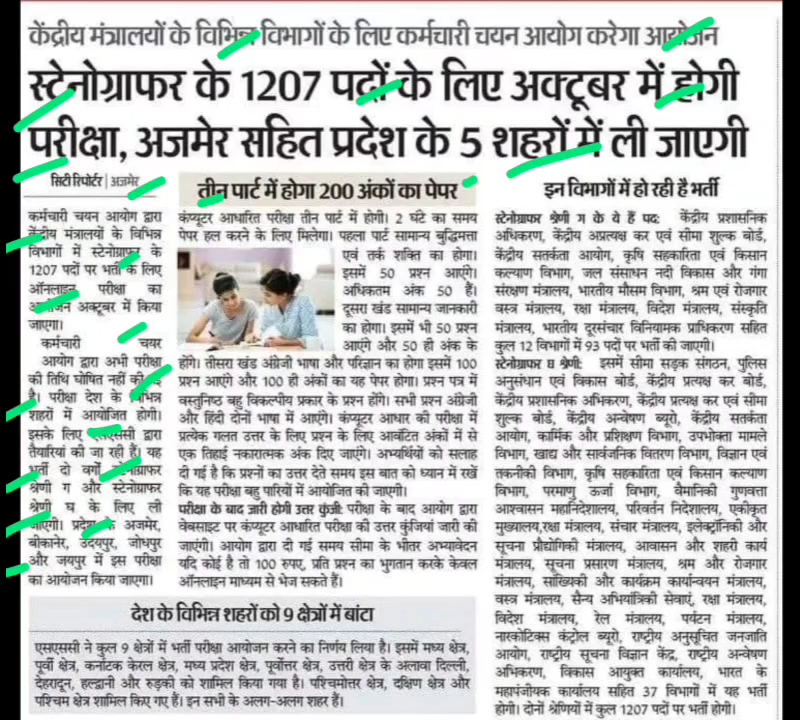 केंद्रीय मंत्रालयों के विभिन्न विभागों के लिए कर्मचारी चयन आयोग करेगा आयोजन
स्टेनोग्राफर के 1207 पदों के लिए अक्टूबर में होगी
परीक्षा, अजमेर सहित प्रदेश के 5 शहरों में ली जाएगी
सिटी रिपोर्टर | अजमेर
कर्मचारी चयन आयोग द्वारा
केंद्रीय मंत्रालयों के विभिन्न
विभागों में स्टेनोग्राफर के
1207 पदों पर भर्ती के लिए
ऑनलाइन परीक्षा का
आयोजन अक्टूबर में किया
जाएगा।
कर्मचारी चयर
आयोग द्वारा अभी परीक्षा
की तिथि घोषित नहीं की गई
है। परीक्षा देश के विभिन्न
शहरों में आयोजित होगी।
इसके लिए एसएससी द्वारा
तैयारियां की जा रही हैं। यह
भर्ती दो वर्गो स्टेनोग्राफर
श्रेणी ग और स्टेनोग्राफर
श्रेणी घ के लिए ली
जाएगी। प्रदेश के अजमेर,
बीकानेर, उदयपुर, जोधपुर
और जयपुर में इस परीक्षा
का आयोजन किया जाएगा।
तीन पार्ट में होगा 200 अंकों का पेपर
कंप्यूटर आधारित परीक्षा तीन पार्ट में होगी। 2 घंटे का समय
पेपर हल करने के लिए मिलेगा। पहला पार्ट सामान्य बुद्धिमत्ता
एवं तर्क शक्ति का होगा।
इसमें 50 प्रश्न आएंगे।
अधिकतम अंक 50 हैं।
दूसरा खंड सामान्य जानकारी
का होगा। इसमें भी 50 प्रश्न
आएंगे और 50 ही अंक के
होंगे। तीसरा खंड अंग्रेजी भाषा और परिज्ञान का होगा इसमें 100
प्रश्न आएंगे और 100 ही अंकों का यह पेपर होगा। प्रश्न पत्र में
वस्तुनिष्ठ बहु विकल्पीय प्रकार के प्रश्न होंगे। सभी प्रश्न अंग्रेजी
और हिंदी दोनों भाषा में आएंगे। कंप्यूटर आधार की परीक्षा में
प्रत्येक गलत उत्तर के लिए प्रश्न के लिए आवंटित अंकों में से
एक तिहाई नकारात्मक अंक दिए जाएंगे। अभ्यर्थियों को सलाह
दी गई है कि प्रश्नों का उत्तर देते समय इस बात को ध्यान में रखें
कि यह परीक्षा बहु पारियों में आयोजित की जाएगी।
परीक्षा के बाद जारी होगी उत्तर कुंजी: परीक्षा के बाद आयोग द्वारा
वेबसाइट पर कंप्यूटर आधारित परीक्षा की उत्तर कुंजियां जारी की
जाएंगी। आयोग द्वारा दी गई समय सीमा के भीतर अभ्यावेदन
यदि कोई है तो 100 रुपए, प्रति प्रश्न का भुगतान करके केवल
ऑनलाइन माध्यम से भेज सकते हैं।
देश के विभिन्न शहरों को 9 क्षेत्रों में बांटा
एसएससी ने कुल 9 क्षेत्रों में भर्ती परीक्षा आयोजन करने का निर्णय लिया है। इसमें मध्य क्षेत्र,
पूर्वी क्षेत्र, कर्नाटक केरल क्षेत्र, मध्य प्रदेश क्षेत्र, पूर्वोत्तर क्षेत्र, उत्तरी क्षेत्र के अलावा दिल्ली,
देहरादून, हल्द्वानी और रुड़की को शामिल किया गया है। पश्चिमोत्तर क्षेत्र, दक्षिण क्षेत्र और
पश्चिम क्षेत्र शामिल किए गए हैं। इन सभी के अलग-अलग शहर हैं।
इन विभागों में हो रही है भर्ती
स्टेनोग्राफर श्रेणी ग के ये हैं पद: केंद्रीय प्रशासनिक
अधिकरण, केंद्रीय अप्रत्यक्ष कर एवं सीमा शुल्क बोर्ड,
केंद्रीय सतर्कता आयोग, कृषि सहकारिता एवं किसान
कल्याण विभाग, जल संसाधन नदी विकास और गंगा
संरक्षण मंत्रालय, भारतीय मौसम विभाग, श्रम एवं रोजगार
वस्त्र मंत्रालय, रक्षा मंत्रालय, विदेश मंत्रालय, संस्कृति
मंत्रालय, भारतीय दूरसंचार विनियामक प्राधिकरण सहित
कुल 12 विभागों में 93 पदों पर भर्ती की जाएगी।
स्टेनोग्राफर घ श्रेणी: इसमें सीमा सड़क संगठन, पुलिस
अनुसंधान एवं विकास बोर्ड, केंद्रीय प्रत्यक्ष कर बोर्ड,
केंद्रीय प्रशासनिक अभिकरण, केंद्रीय प्रत्यक्ष कर एवं सीमा
शुल्क बोर्ड, केंद्रीय अन्वेषण ब्यूरो, केंद्रीय सतर्कता
आयोग, कार्मिक और प्रशिक्षण विभाग, उपभोक्ता मामले
विभाग, खाद्य और सार्वजनिक वितरण विभाग, विज्ञान एवं
तकनीकी विभाग, कृषि सहकारिता एवं किसान कल्याण
विभाग, परमाणु ऊर्जा विभाग, वैमानिकी गुणवत्ता
आश्वासन महानिदेशालय, परिवर्तन निदेशालय, एकीकृत
मुख्यालय,रक्षा मंत्रालय, संचार मंत्रालय, इलेक्ट्रॉनिकी और
सूचना प्रौद्योगिकी मंत्रालय, आवासन और शहरी कार्य
मंत्रालय, सूचना प्रसारण मंत्रालय, श्रम और रोजगार
मंत्रालय, सांख्यिकी और कार्यक्रम कार्यान्वयन मंत्रालय,
वस्त्र मंत्रालय, सैन्य अभियांत्रिकी सेवाएं, रक्षा मंत्रालय,
विदेश मंत्रालय, रेल मंत्रालय, पर्यटन मंत्रालय,
नारकोटिक्स कंट्रोल ब्यूरो, राष्ट्रीय अनुसूचित जनजाति
आयोग, राष्ट्रीय सूचना विज्ञान केंद्र, राष्ट्रीय अन्वेषण
अभिकरण, विकास आयुक्त कार्यालय, भारत के
महापंजीयक कार्यालय सहित 37 विभागों में यह भर्ती
होगी। दोनों श्रेणियों में कुल 1207 पदों पर भर्ती होगी।